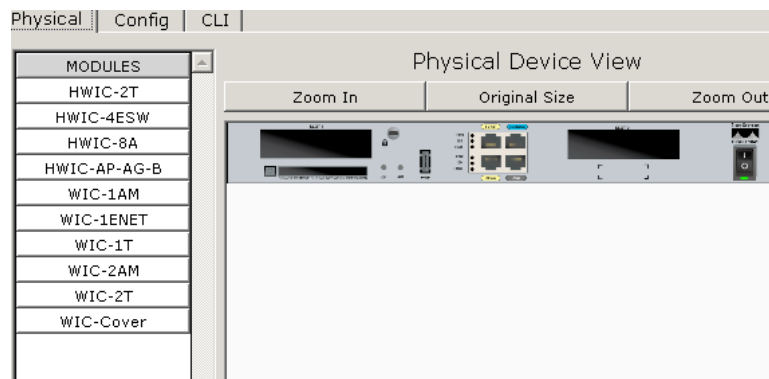 Physical Config CLI
MODULES
HWIC-2T
HWIC-4ESW
HWIC-8A
HWIC-AP-AG-B
WIC-1AM
WIC-1ENET
WIC-1T
WIC-2AM
WIC-2T
WIC-Cover
Physical Device View
Zoom In Original Size Zoom Out